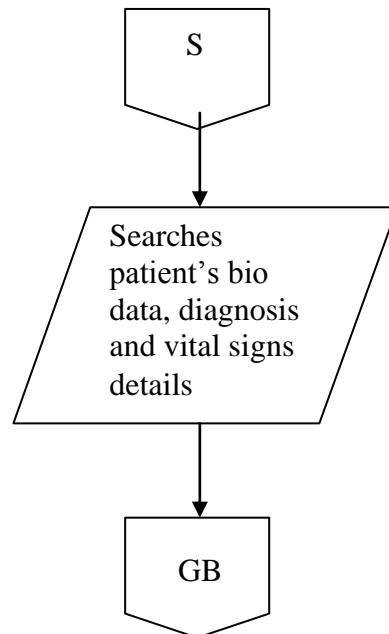 S
Searches
patient’s bio
data, diagnosis
and vital signs
details
GB